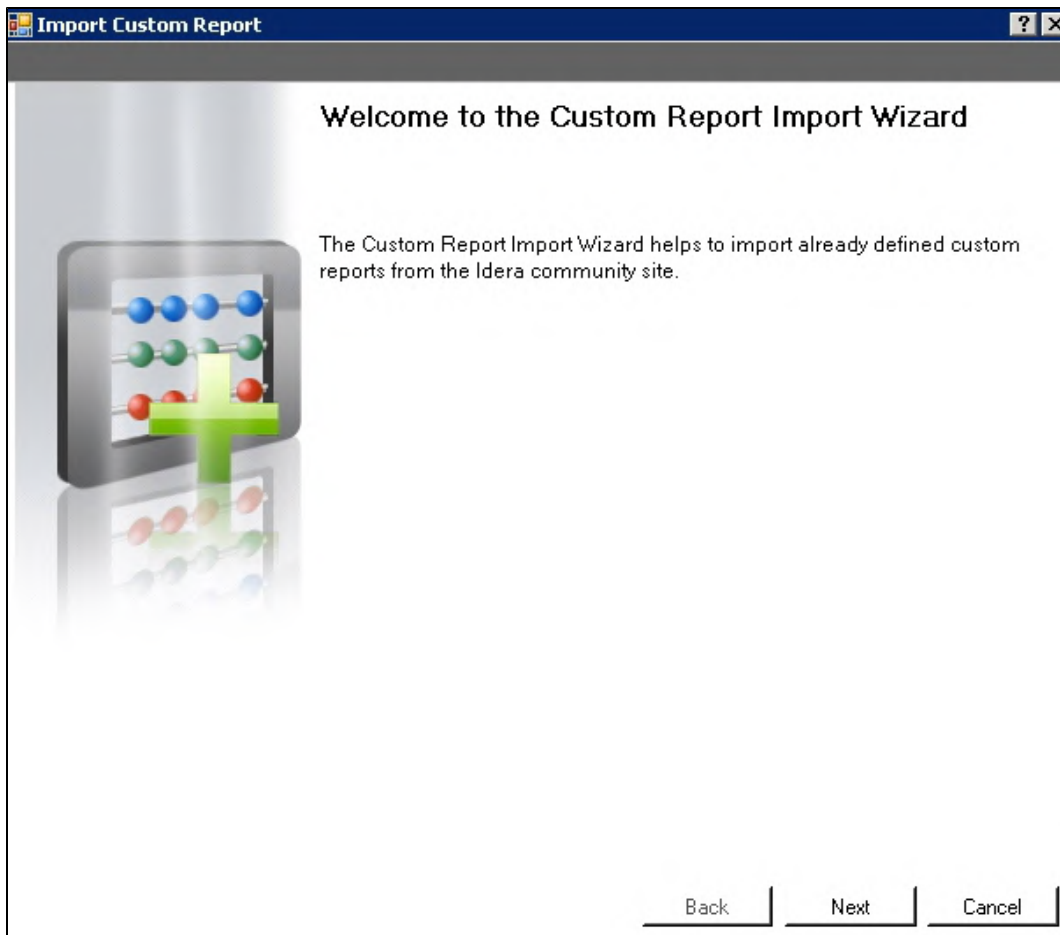 Import Custom Report
Welcome to the Custom Report Import Wizard
The Custom Report Import Wizard helps to import already defined custom
reports from the Idera community site.
Back Next Cancel